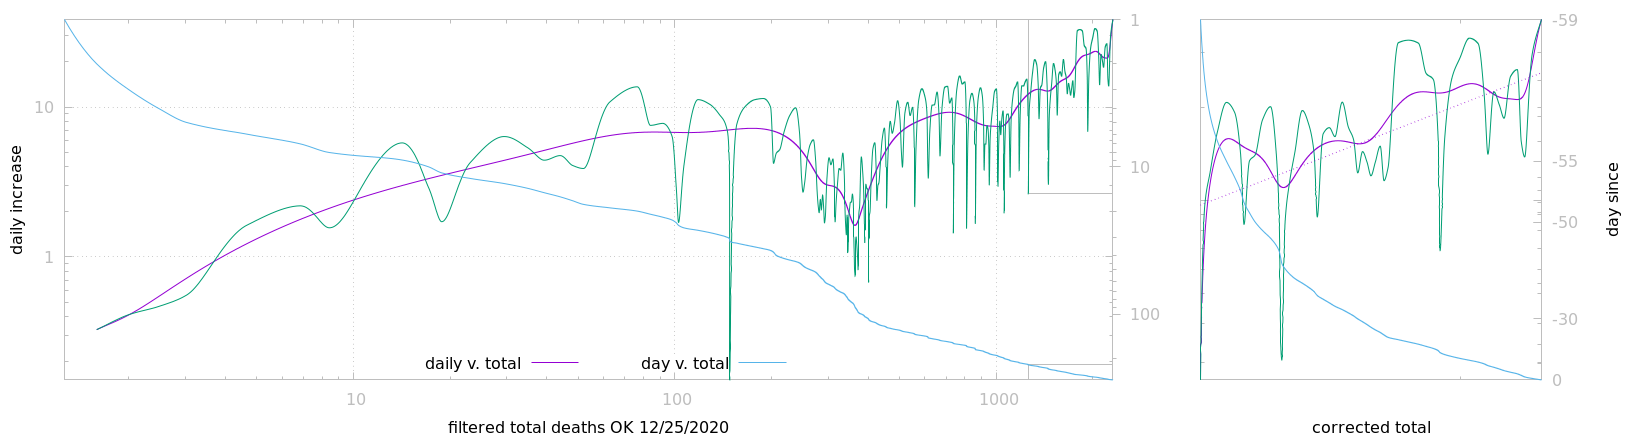 daily increase
10
1
1
10
100
daily v. total
day v. total
10
100
1000
filtered total deaths OK 12/25/2020
-59
-55
-50
-30
0
day since
corrected total